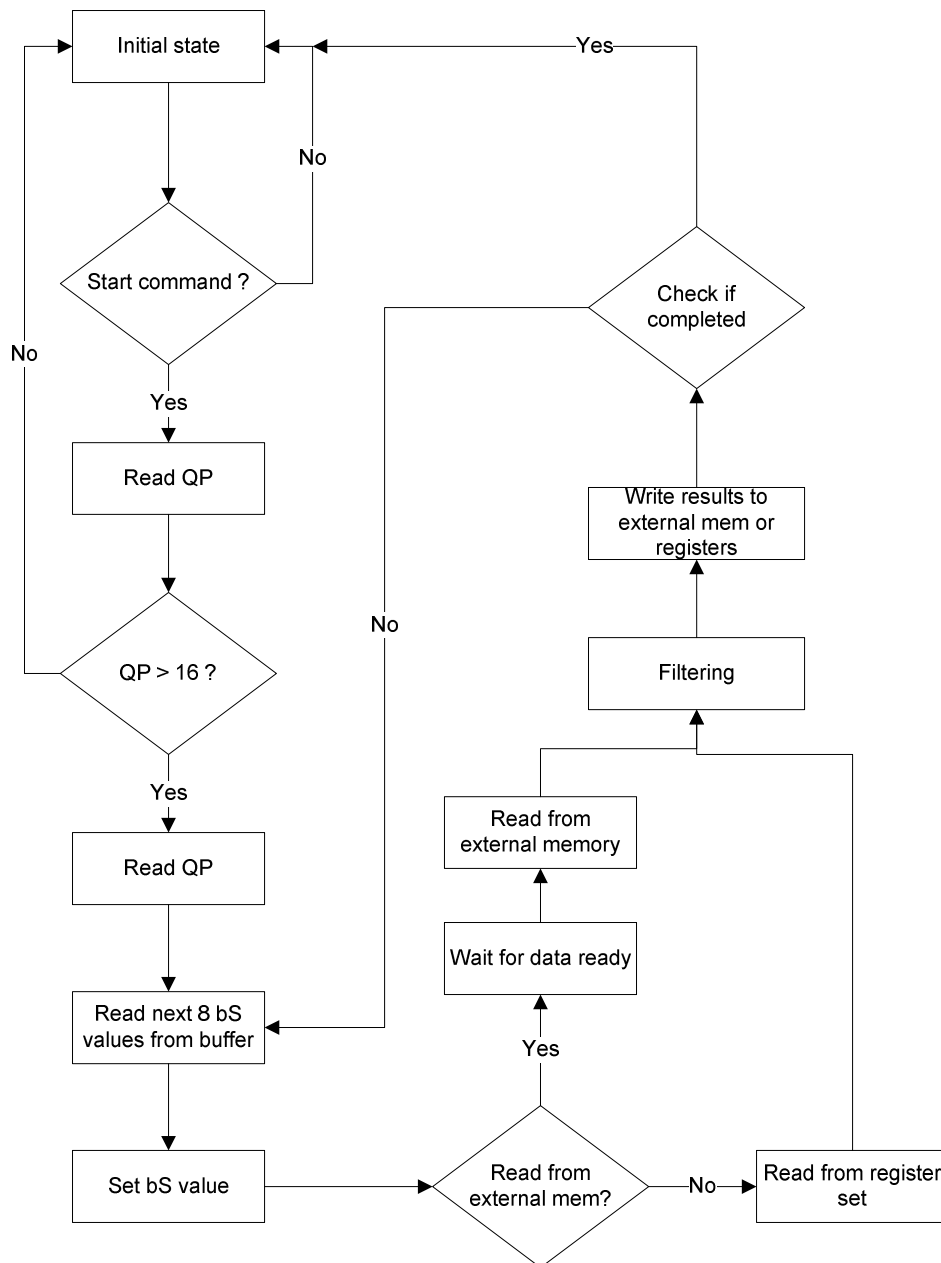 Initial state
Yes
No
Start command ?
Check if
completed
No
Yes
Read QP
Write results to
external mem or
registers
No
QP > 16 ?
Filtering
Yes
Read from
external memory
Read QP
Wait for data ready
Read next 8 bS
values from buffer
Yes
Set bS value
Read from
external mem?
No
Read from register
set